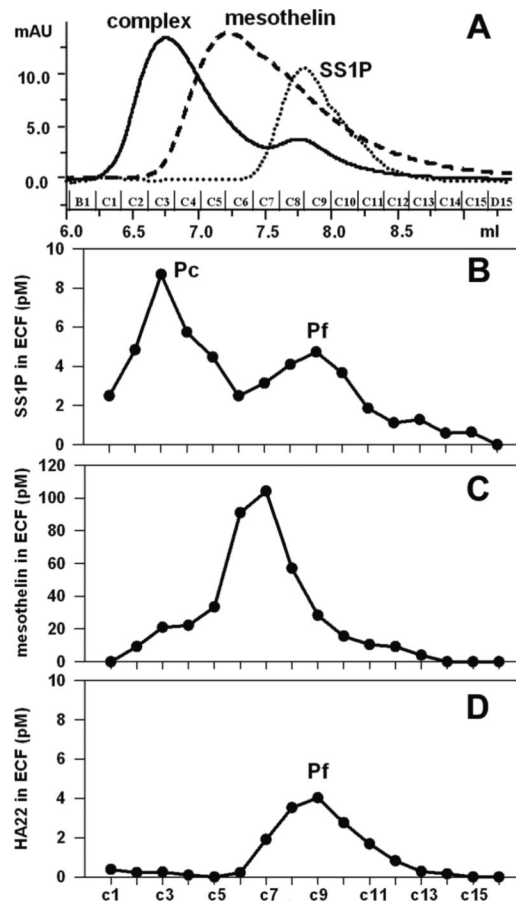 complex mesothelin A
mAU
SS1P
10.0
5.0
0.0
B1 C1 C2 C3 C4 C5 C6 C7 C8 C9 C10 C11 C12 C13 C14 C15 D15
6.0 6.5 7.0 7.5 8.0 8.5 ml
Pc B
Pf
SS1P in ECF (pM)
10
8
6
4
2
0
C
mesothelin in ECF (pM)
120
100
80
60
40
20
0
D
Pf
HA22 in ECF (pM)
10
8
6
4
2
0
c1 c3 c5 c7 c9 c11 c13 c15